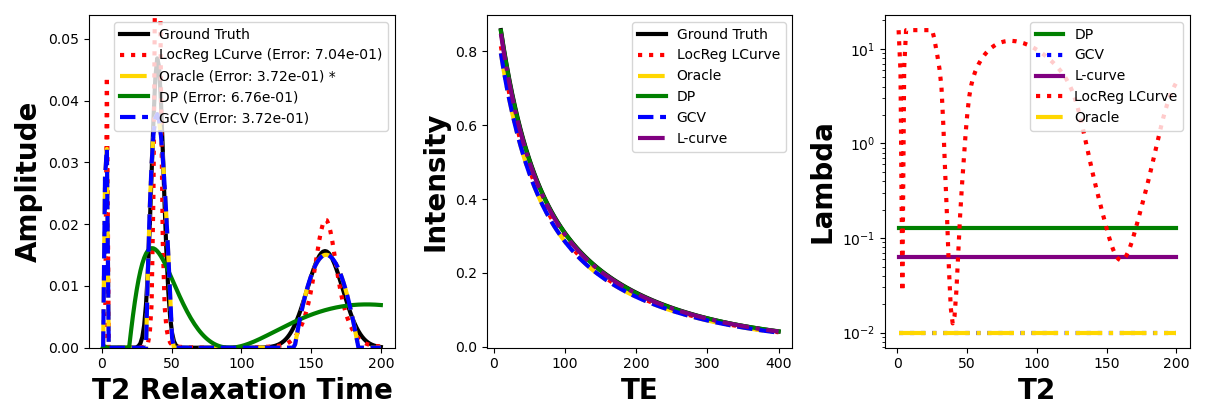 Ground Truth
LocReg LCurve (Error: 7.04e-01)
Oracle (Error: 3.72e-01) *
DP (Error: 6.76e-01)
GCV (Error: 3.72e-01)
0.05
0.04
0.03
0.02
0.01
0.00
0
50
100
150
200
Amplitude
T2 Relaxation Time
Ground Truth
LocReg LCurve
Oracle
DP
GCV
L-curve
0.8
0.6
0.4
0.2
0.0
0
100
200
300
400
Intensity
TE
DP
GCV
L-curve
LocReg LCurve
Oracle
10¹
10⁰
10⁻¹
10⁻²
0
50
100
150
200
Lambda
T2